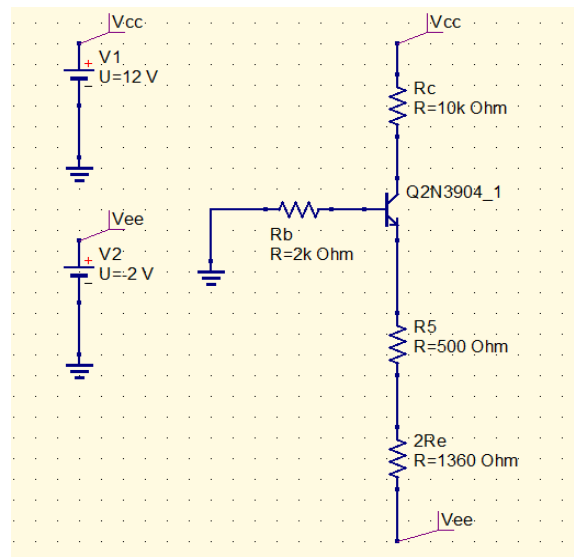 Vcc
V1
U=12 V
Vee
V2
U=-2 V
Vcc
Rc
R=10k Ohm
Q2N3904_1
Rb
R=2k Ohm
R5
R=500 Ohm
2Re
R=1360 Ohm
Vee